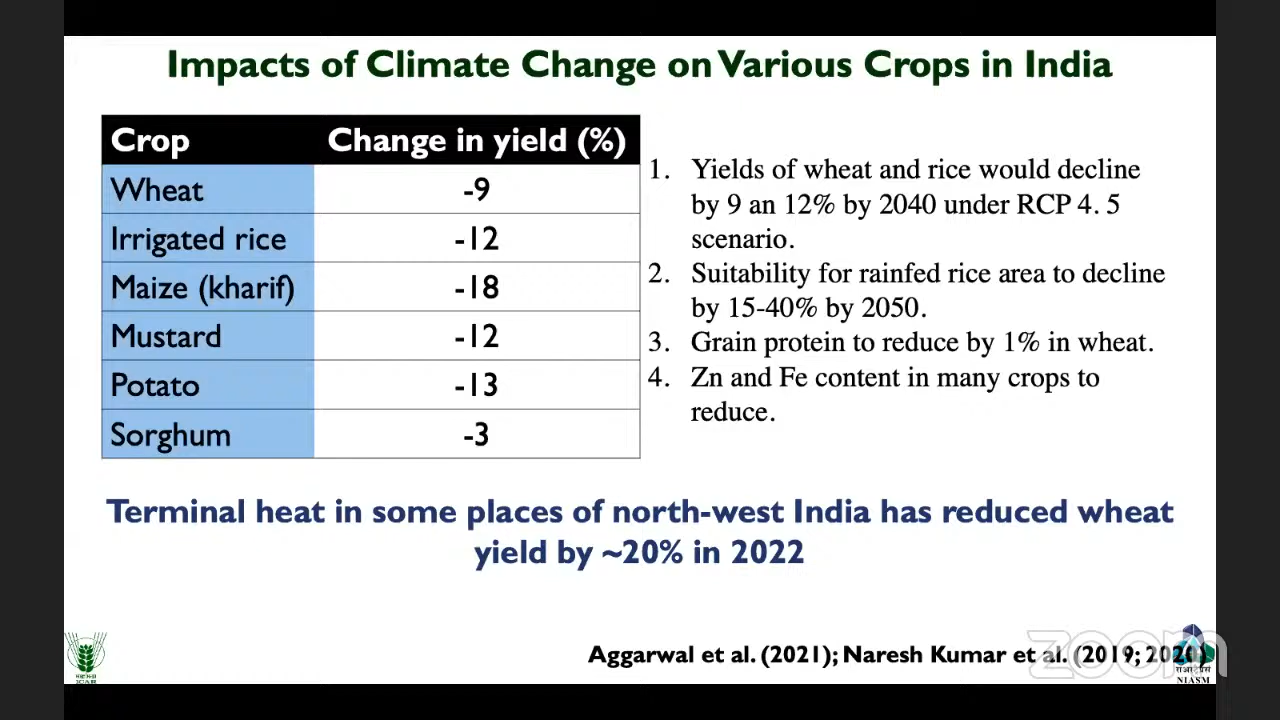 Impacts of Climate Change on Various Crops in India
Crop Change in yield (%)
Wheat -9
Irrigated rice -12
Maize (kharif) -18
Mustard -12
Potato -13
Sorghum -3
1. Yields of wheat and rice would decline
by 9 an 12% by 2040 under RCP 4. 5
scenario.
2. Suitability for rainfed rice area to decline
by 15-40% by 2050.
3. Grain protein to reduce by 1% in wheat.
4. Zn and Fe content in many crops to
reduce.
Terminal heat in some places of north-west India has reduced wheat
yield by ~20% in 2022
Aggarwal et al. (2021); Naresh Kumar et al. (2019; 2020)
zoom
ICAR
NIASM